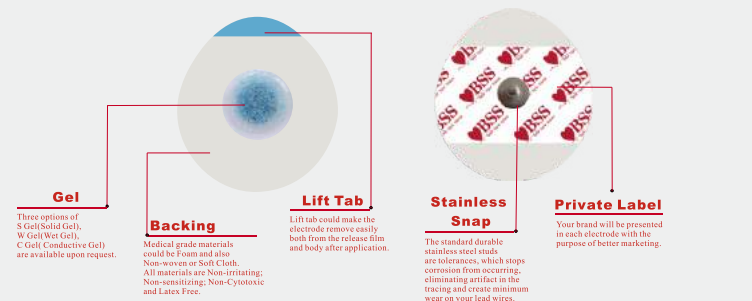 Gel
Three options of
S Gel(Solid Gel),
W Gel(Wet Gel),
C Gel( Conductive Gel)
are available upon request.
Backing
Medical grade materials
could be Foam and also
Non-woven or Soft Cloth.
All materials are Non-irritating;
Non-sensitizing; Non-Cytotoxic
and Latex Free.
Lift Tab
Lift tab could make the
electrode remove easily
both from the release film
and body after application.
BSS
BSS
BSS
BSS
BSS
BSS
Stainless
Snap
The standard durable
stainless steel studs
are tolerances, which stops
corrosion from occurring,
eliminating artifact in the
tracing and create minimum
wear on your lead wires.
Private Label
Your brand will be presented
in each electrode with the
purpose of better marketing.